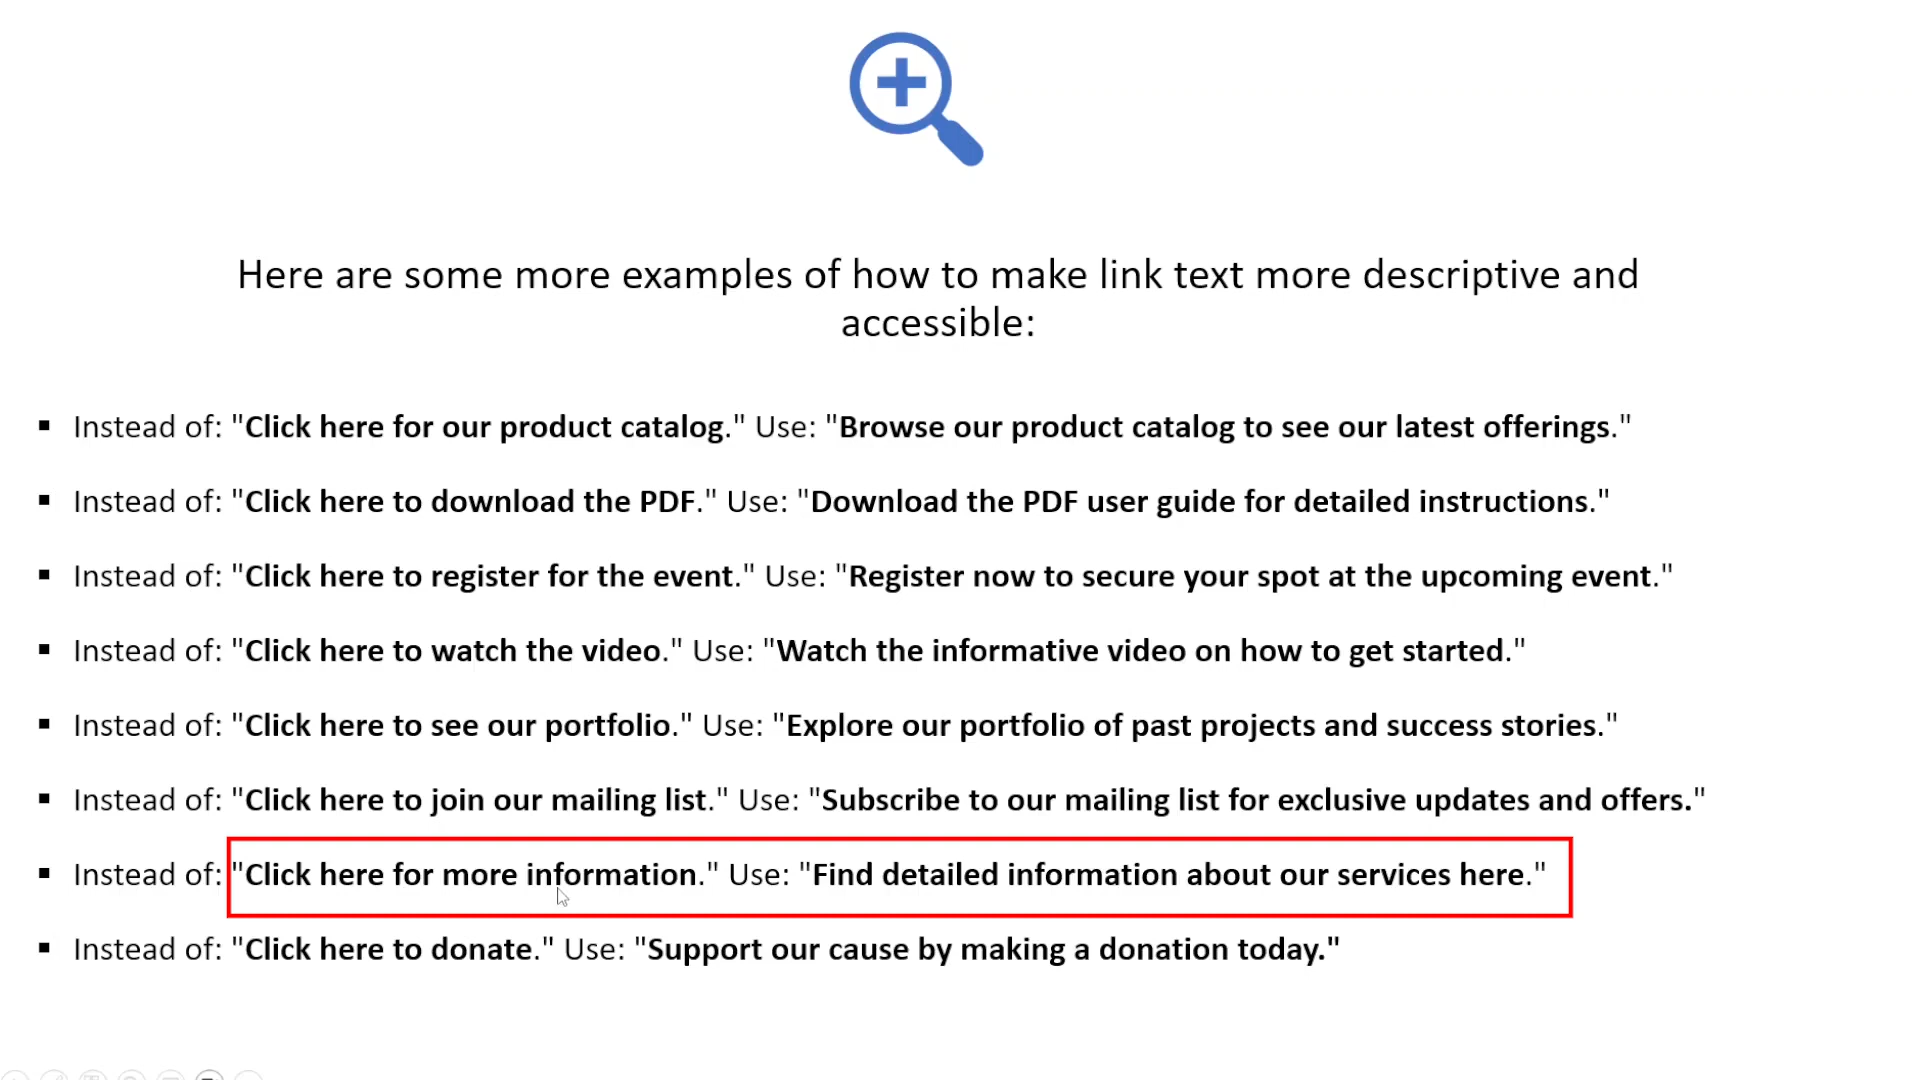 Here are some more examples of how to make link text more descriptive and
accessible:
▪ Instead of: "Click here for our product catalog." Use: "Browse our product catalog to see our latest offerings."
▪ Instead of: "Click here to download the PDF." Use: "Download the PDF user guide for detailed instructions."
▪ Instead of: "Click here to register for the event." Use: "Register now to secure your spot at the upcoming event."
▪ Instead of: "Click here to watch the video." Use: "Watch the informative video on how to get started."
▪ Instead of: "Click here to see our portfolio." Use: "Explore our portfolio of past projects and success stories."
▪ Instead of: "Click here to join our mailing list." Use: "Subscribe to our mailing list for exclusive updates and offers."
▪ Instead of: "Click here for more information." Use: "Find detailed information about our services here."
▪ Instead of: "Click here to donate." Use: "Support our cause by making a donation today."